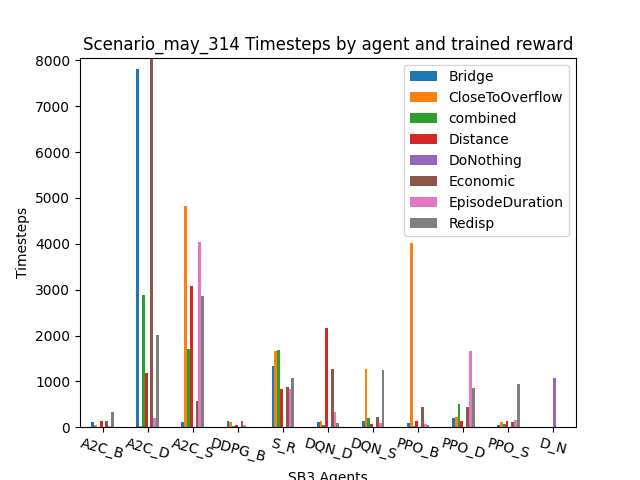 Scenario_may_314 Timesteps by agent and trained reward
8000
7000
6000
5000
4000
3000
2000
1000
0
Timesteps
Bridge
CloseToOverflow
combined
Distance
DoNothing
Economic
EpisodeDuration
Redisp
A2C_B
A2C_D
A2C_S
DDPG_B
S_R
DQN_D
DQN_S
PPO_B
PPO_D
PPO_S
D_N
SB3 Agents